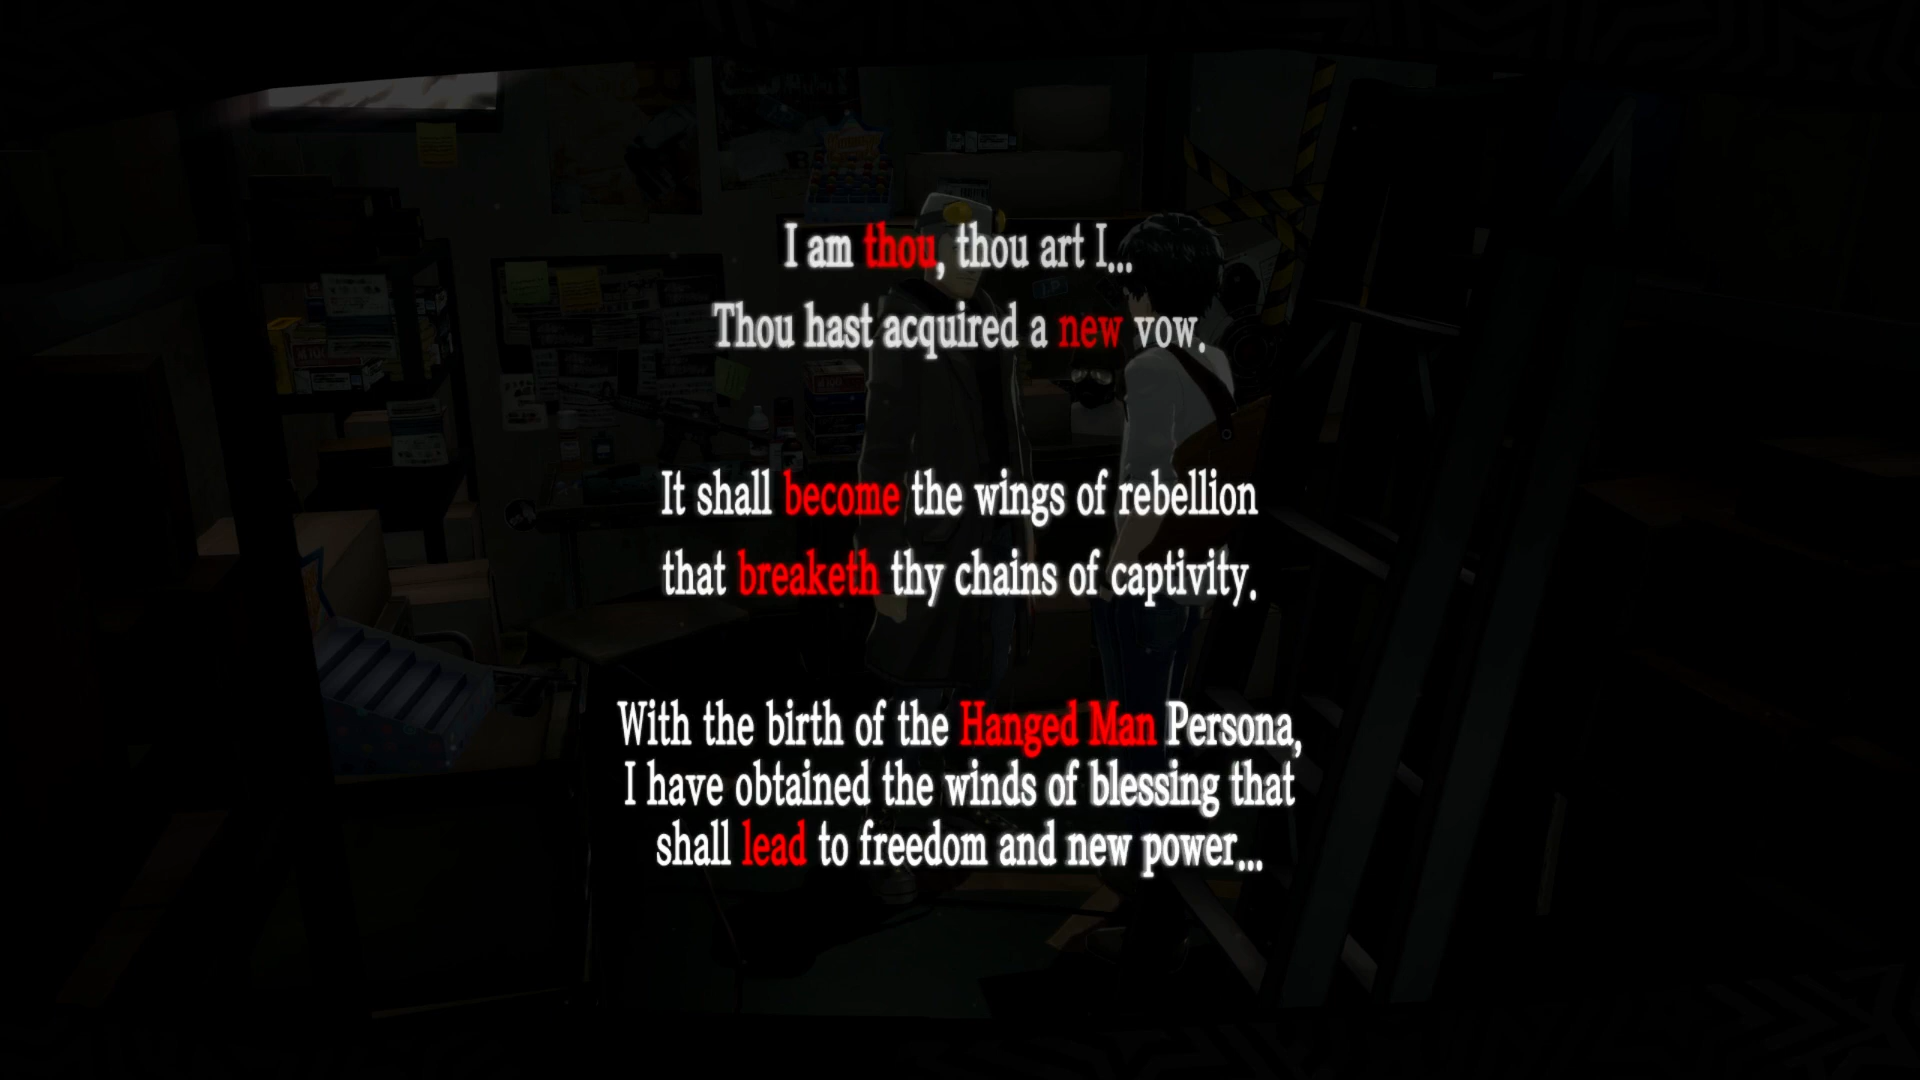 I am thou, thou art I...
Thou hast acquired a new vow.
It shall become the wings of rebellion
that breaketh thy chains of captivity.
With the birth of the Hanged Man Persona,
I have obtained the winds of blessing that
shall lead to freedom and new power...